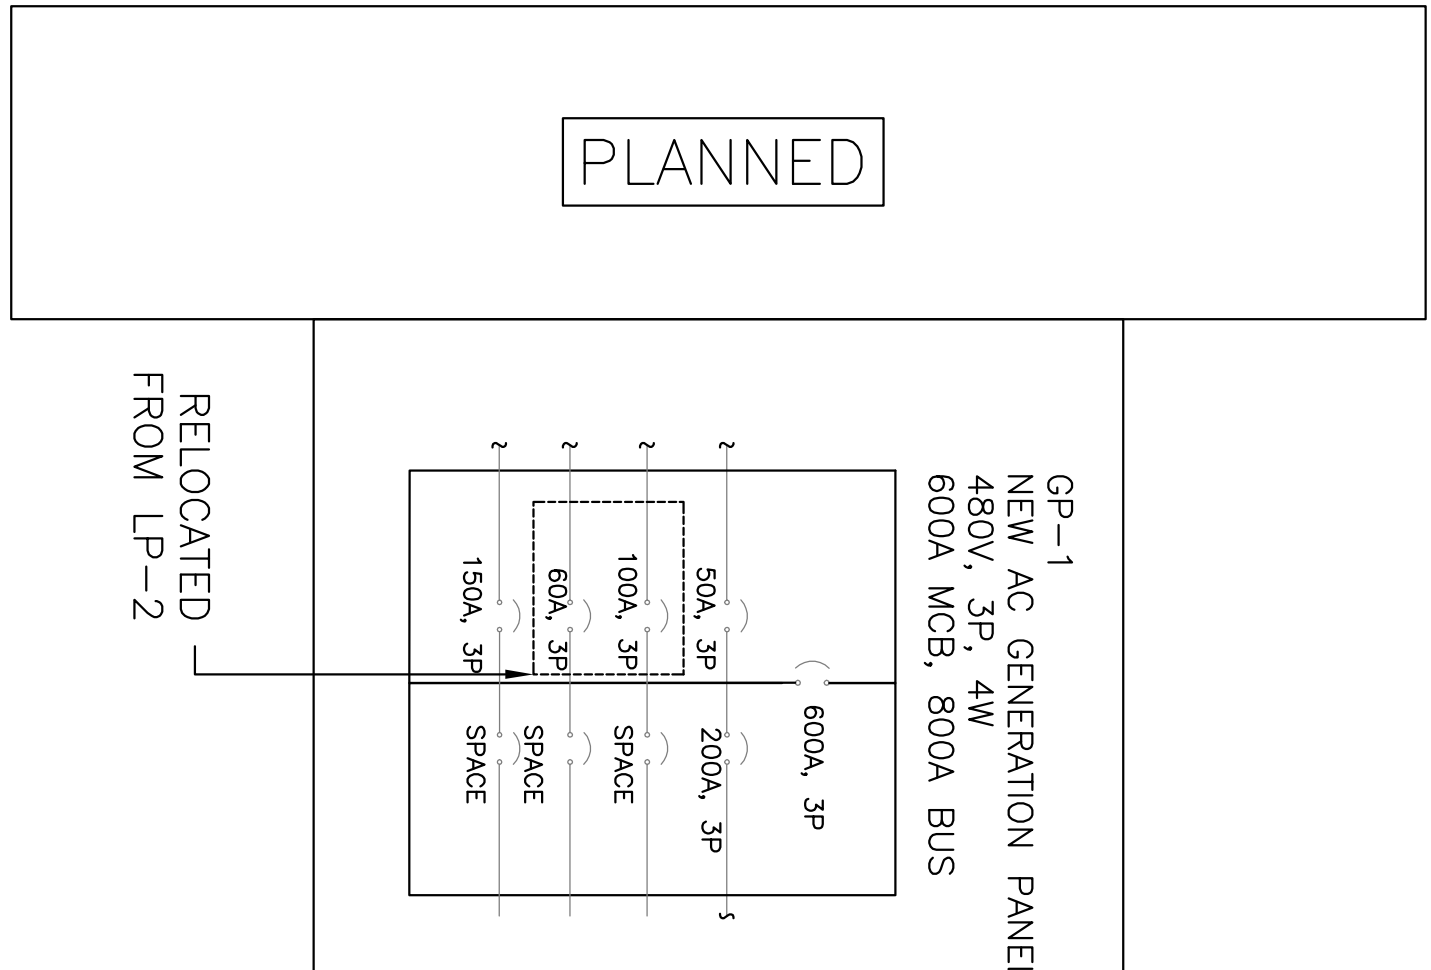 PLANNED
GP-1
NEW AC GENERATION PANEL
480V, 3P, 4W
600A MCB, 800A BUS
600A, 3P
50A, 3P
200A, 3P
100A, 3P
SPACE
60A, 3P
SPACE
150A, 3P
SPACE
RELOCATED
FROM LP-2